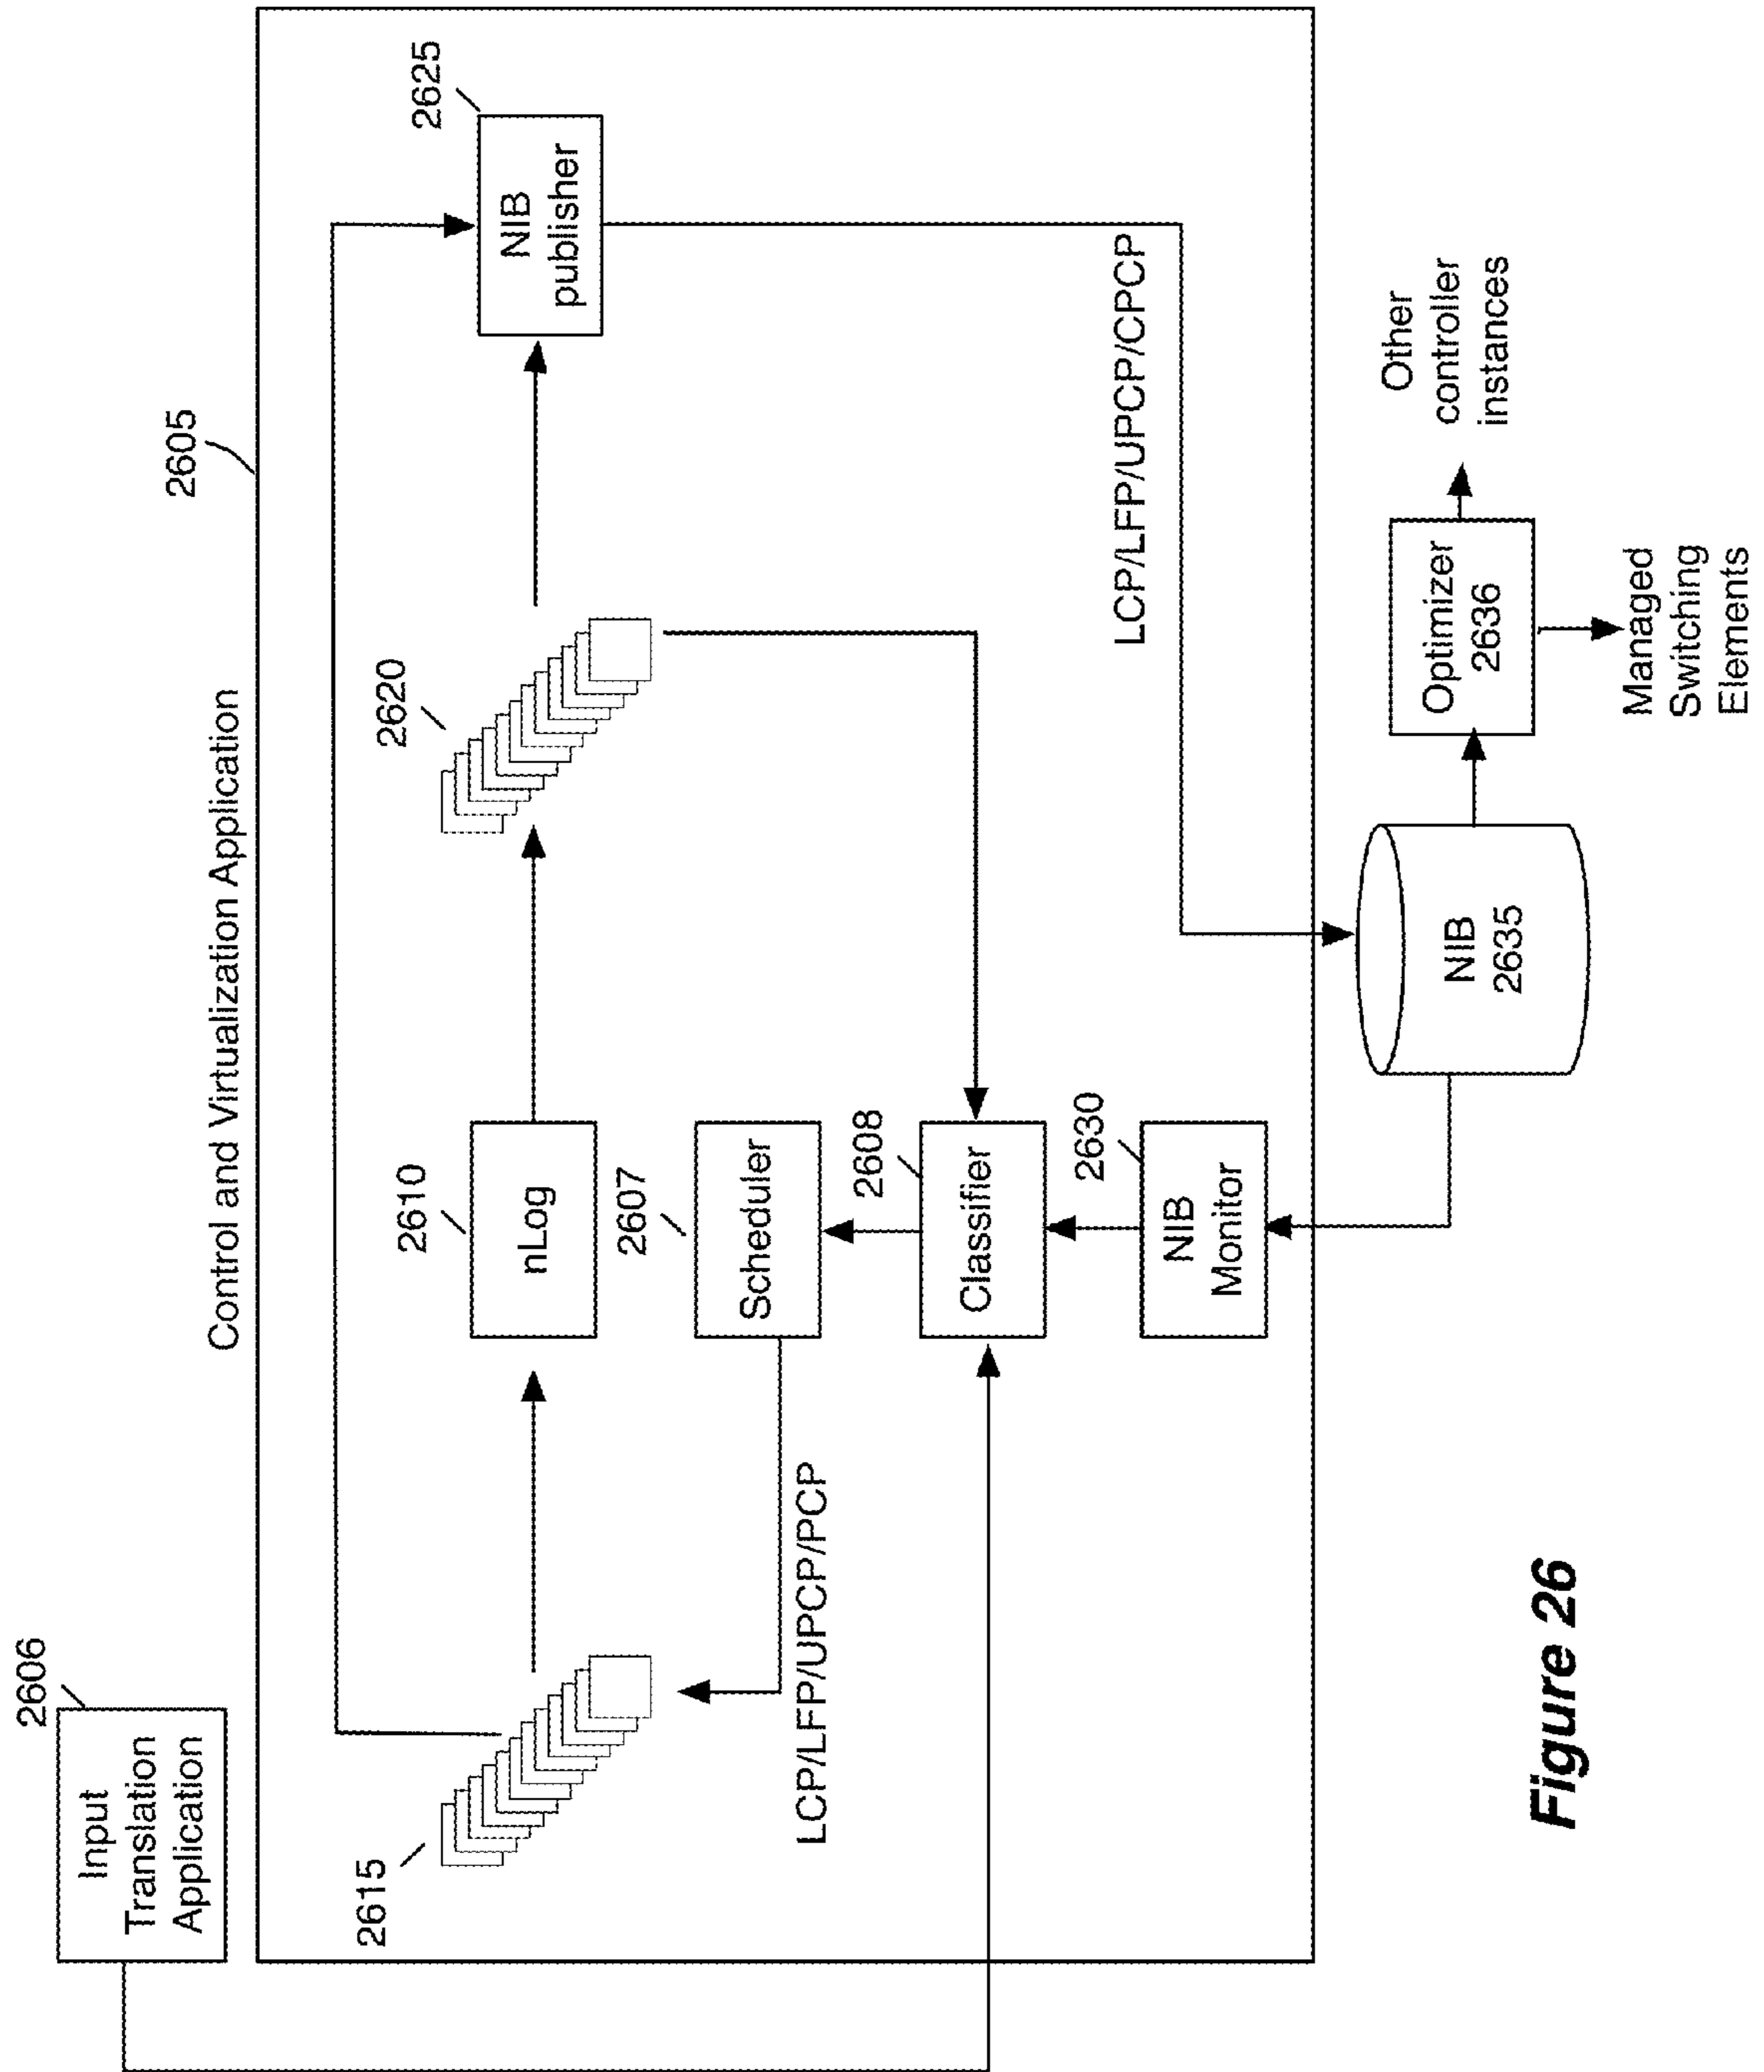 2606
Input
Translation
Application
Control and Virtualization Application
2605
2615
2610
nLog
2620
2625
NIB
publisher
2607
Scheduler
LCP/LFP/UPCP/PCP
2608
Classifier
2630
NIB
Monitor
LCP/LFP/UPCP/CPCP
NIB
2635
Optimizer
2636
Other
controller
instances
Managed
Switching
Elements
Figure 26